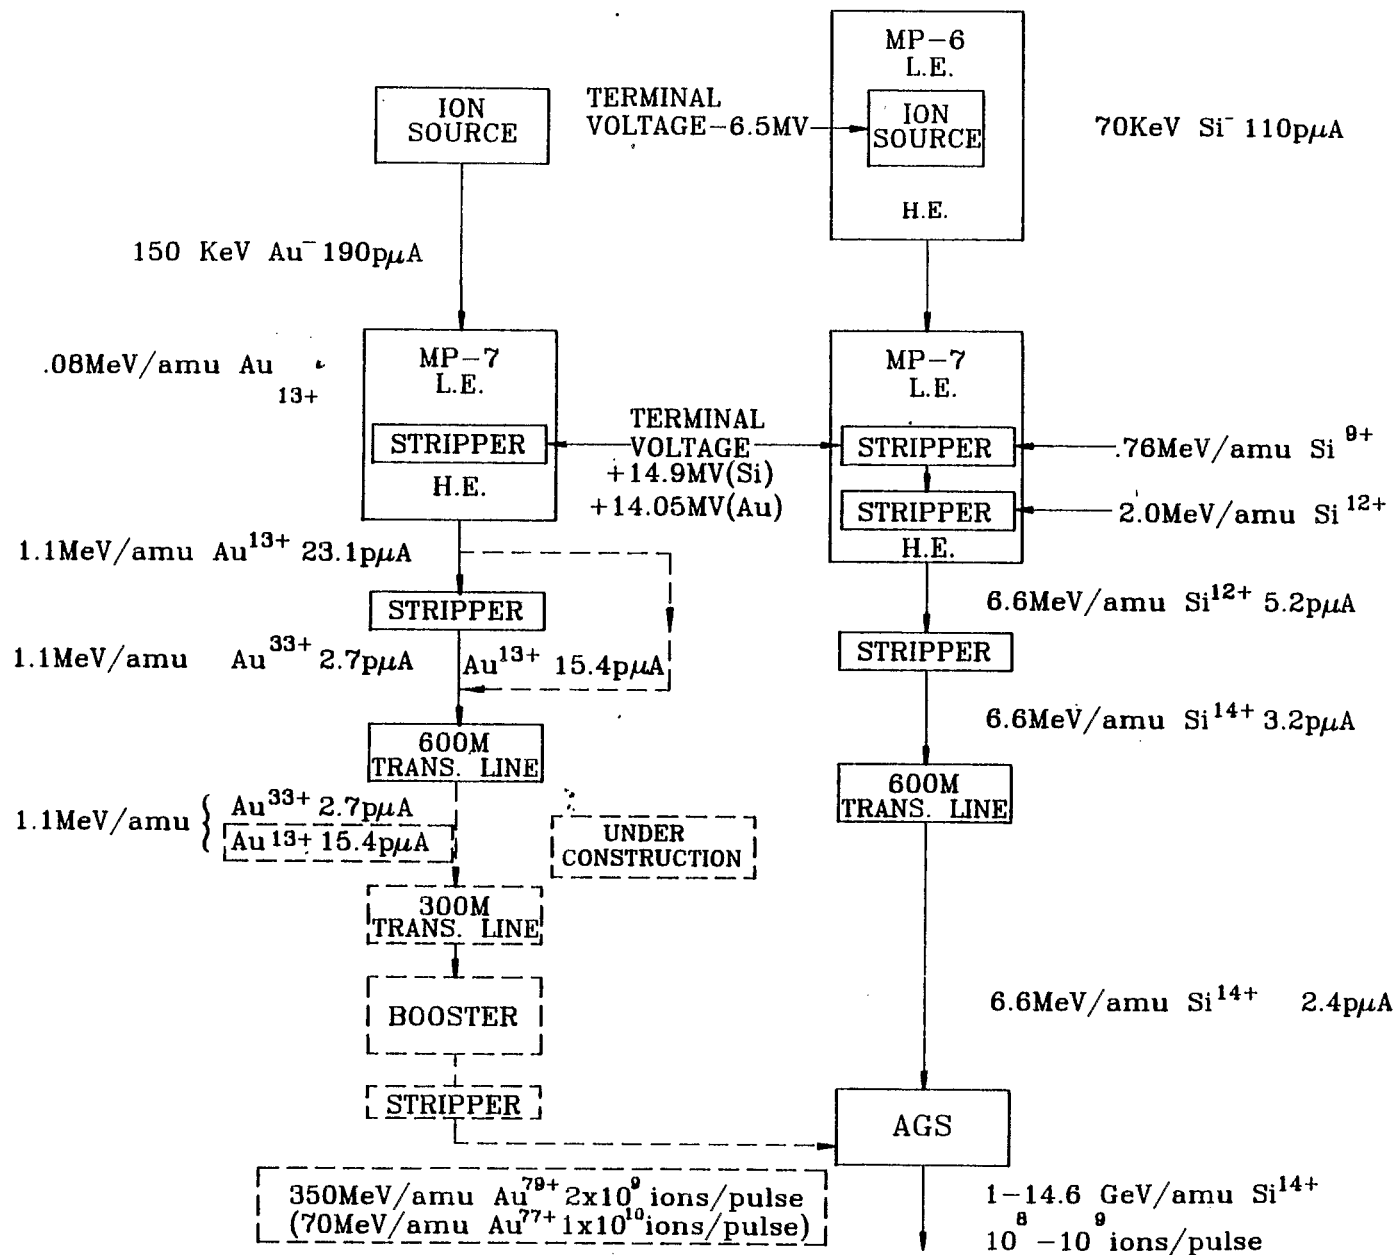 MP-6
L.E.
ION
SOURCE
H.E.
TERMINAL
VOLTAGE-6.5MV
70KeV Si⁻ 110pμA
ION
SOURCE
150 KeV Au⁻ 190pμA
.08MeV/amu Au
13+
MP-7
L.E.
STRIPPER
H.E.
TERMINAL
VOLTAGE
+14.9MV(Si)
+14.05MV(Au)
MP-7
L.E.
STRIPPER
STRIPPER
H.E.
.76MeV/amu Si⁹⁺
2.0MeV/amu Si¹²⁺
1.1MeV/amu Au¹³⁺ 23.1pμA
STRIPPER
1.1MeV/amu Au³³⁺ 2.7pμA
Au¹³⁺ 15.4pμA
6.6MeV/amu Si¹²⁺ 5.2pμA
STRIPPER
6.6MeV/amu Si¹⁴⁺ 3.2pμA
600M
TRANS. LINE
600M
TRANS. LINE
1.1MeV/amu { Au³³⁺ 2.7pμA
Au¹³⁺ 15.4pμA
UNDER
CONSTRUCTION
300M
TRANS. LINE
BOOSTER
STRIPPER
6.6MeV/amu Si¹⁴⁺ 2.4pμA
AGS
350MeV/amu Au⁷⁹⁺ 2x10⁹ ions/pulse
(70MeV/amu Au⁷⁷⁺ 1x10¹⁰ ions/pulse)
1-14.6 GeV/amu Si¹⁴⁺
10⁸ -10⁹ ions/pulse